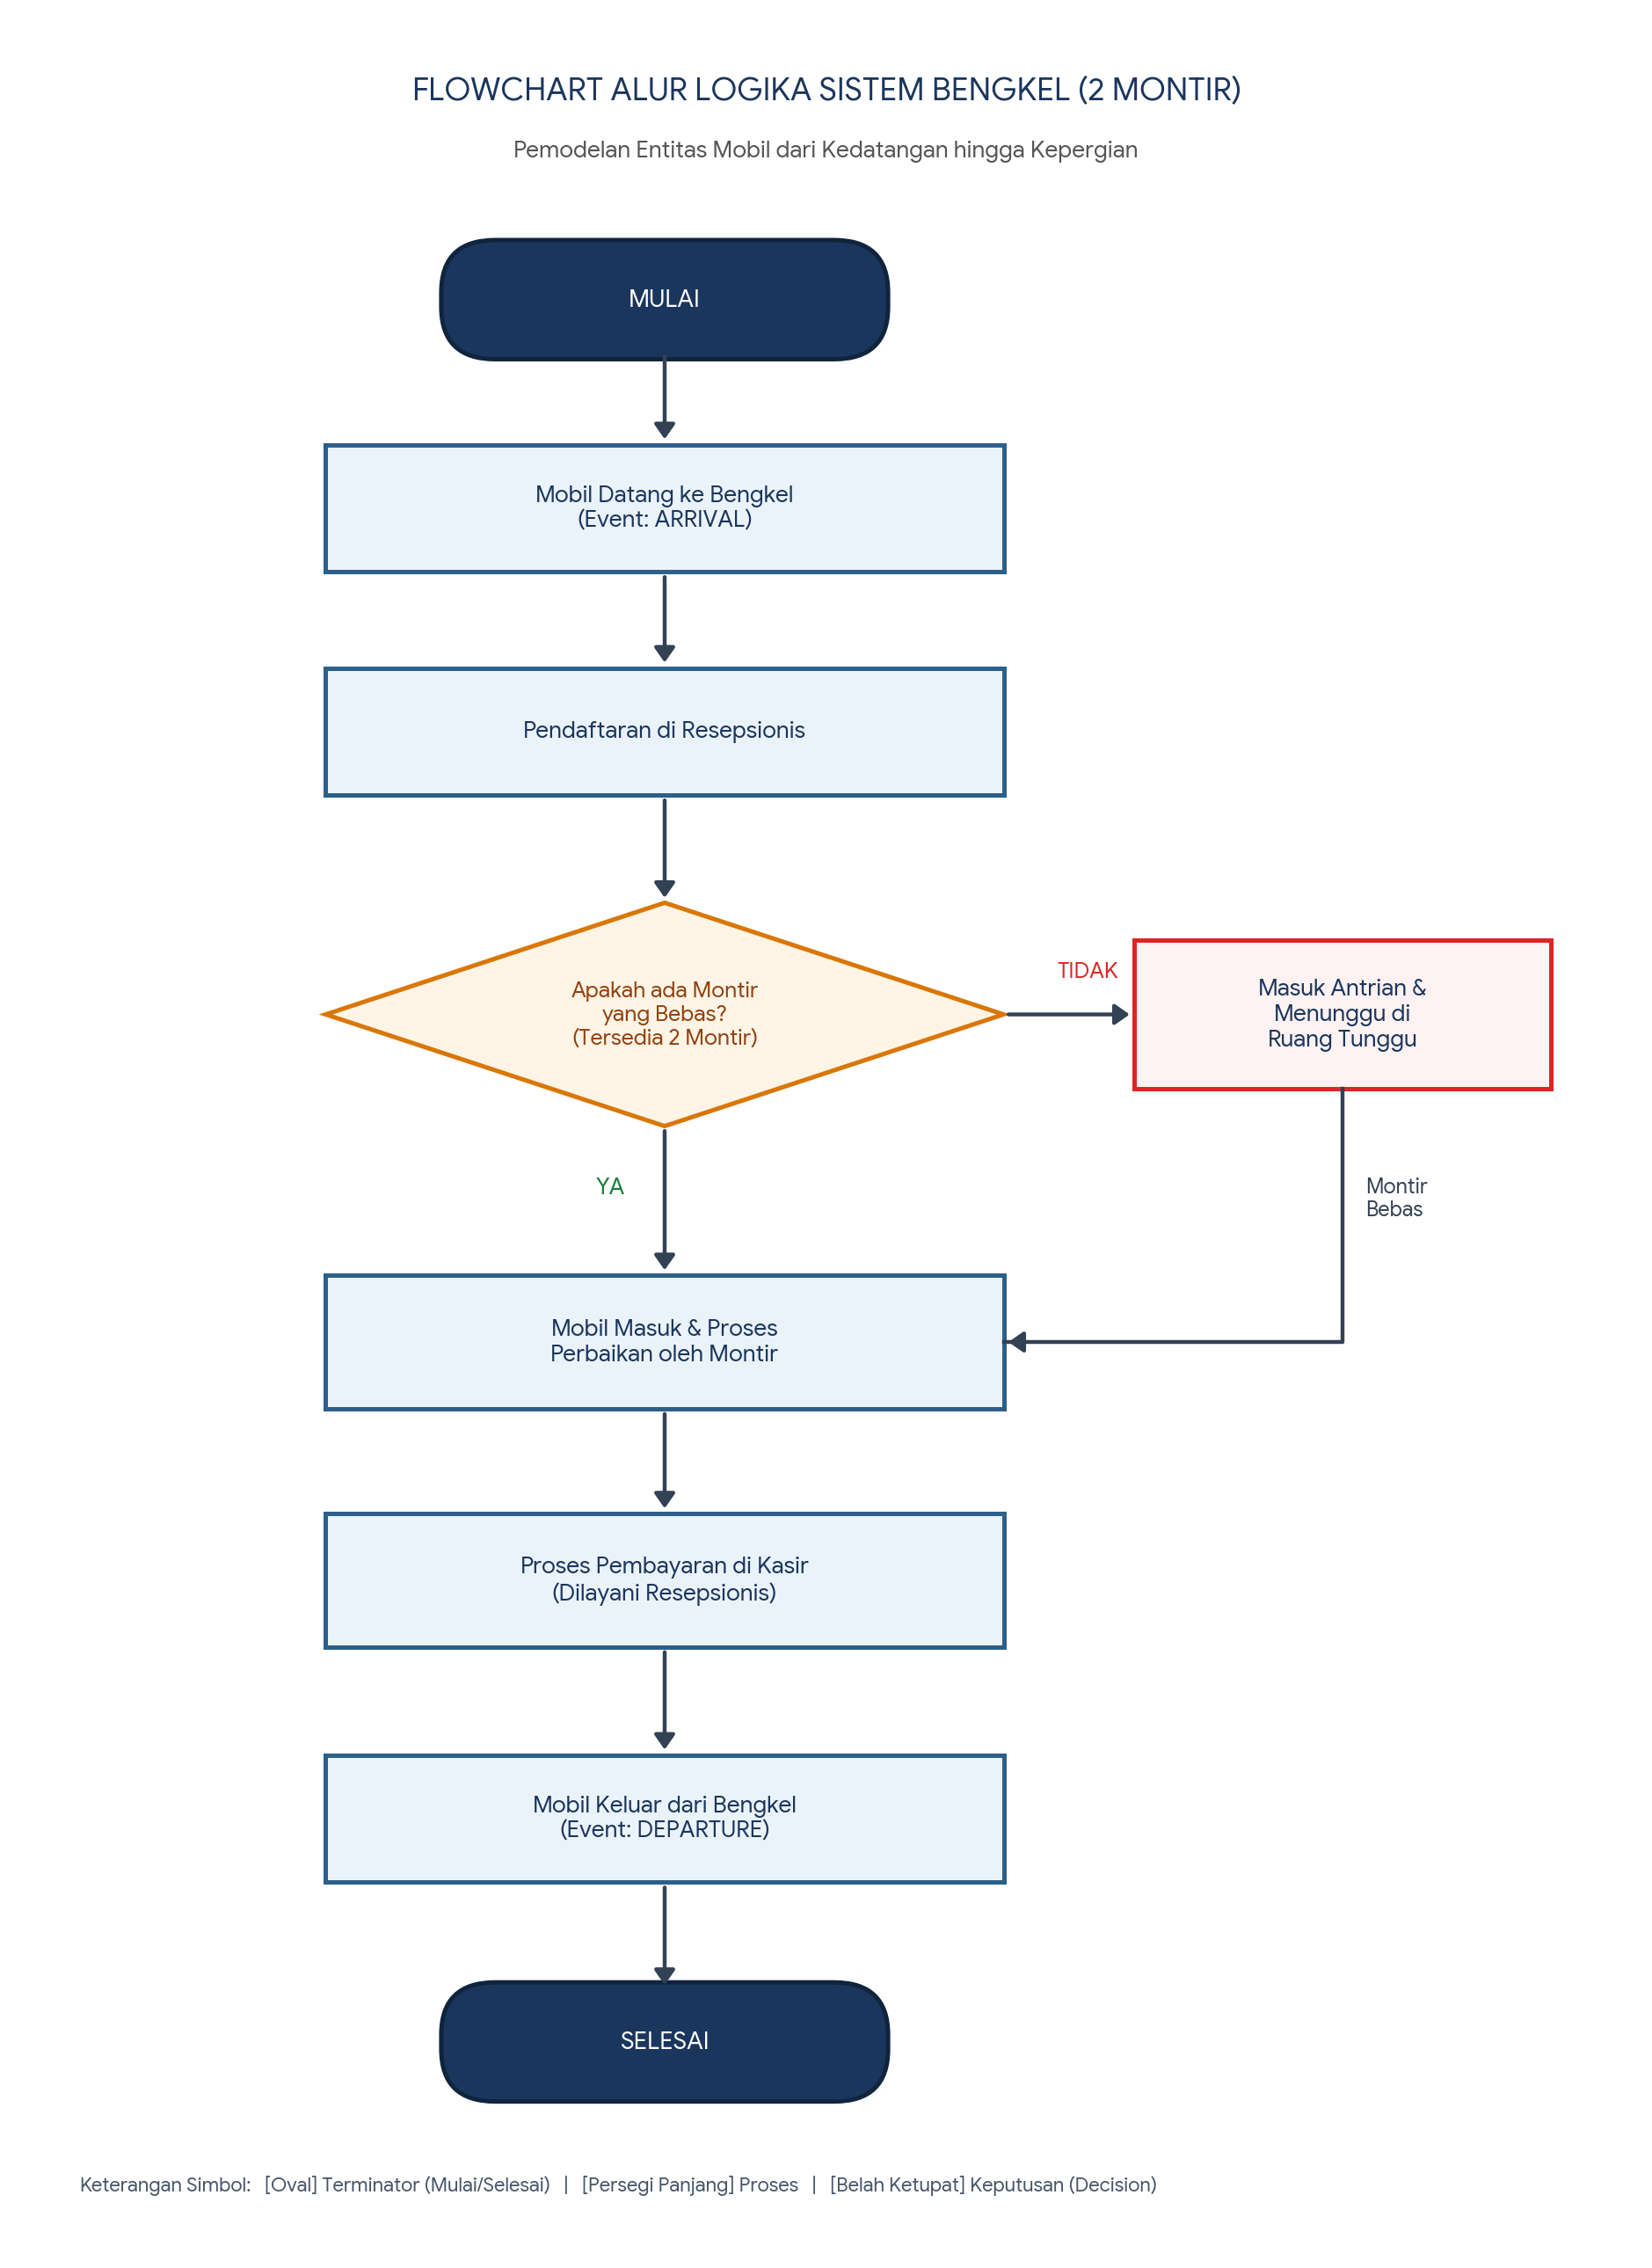 FLOWCHART ALUR LOGIKA SISTEM BENGKEL (2 MONTIR)
Pemodelan Entitas Mobil dari Kedatangan hingga Kepergian
MULAI
Mobil Datang ke Bengkel
(Event: ARRIVAL)
Pendaftaran di Resepsionis
Apakah ada Montir
yang Bebas?
(Tersedia 2 Montir)
TIDAK
Masuk Antrian &
Menunggu di
Ruang Tunggu
YA
Montir
Bebas
Mobil Masuk & Proses
Perbaikan oleh Montir
Proses Pembayaran di Kasir
(Dilayani Resepsionis)
Mobil Keluar dari Bengkel
(Event: DEPARTURE)
SELESAI
Keterangan Simbol: [Oval] Terminator (Mulai/Selesai) | [Persegi Panjang] Proses | [Belah Ketupat] Keputusan (Decision)